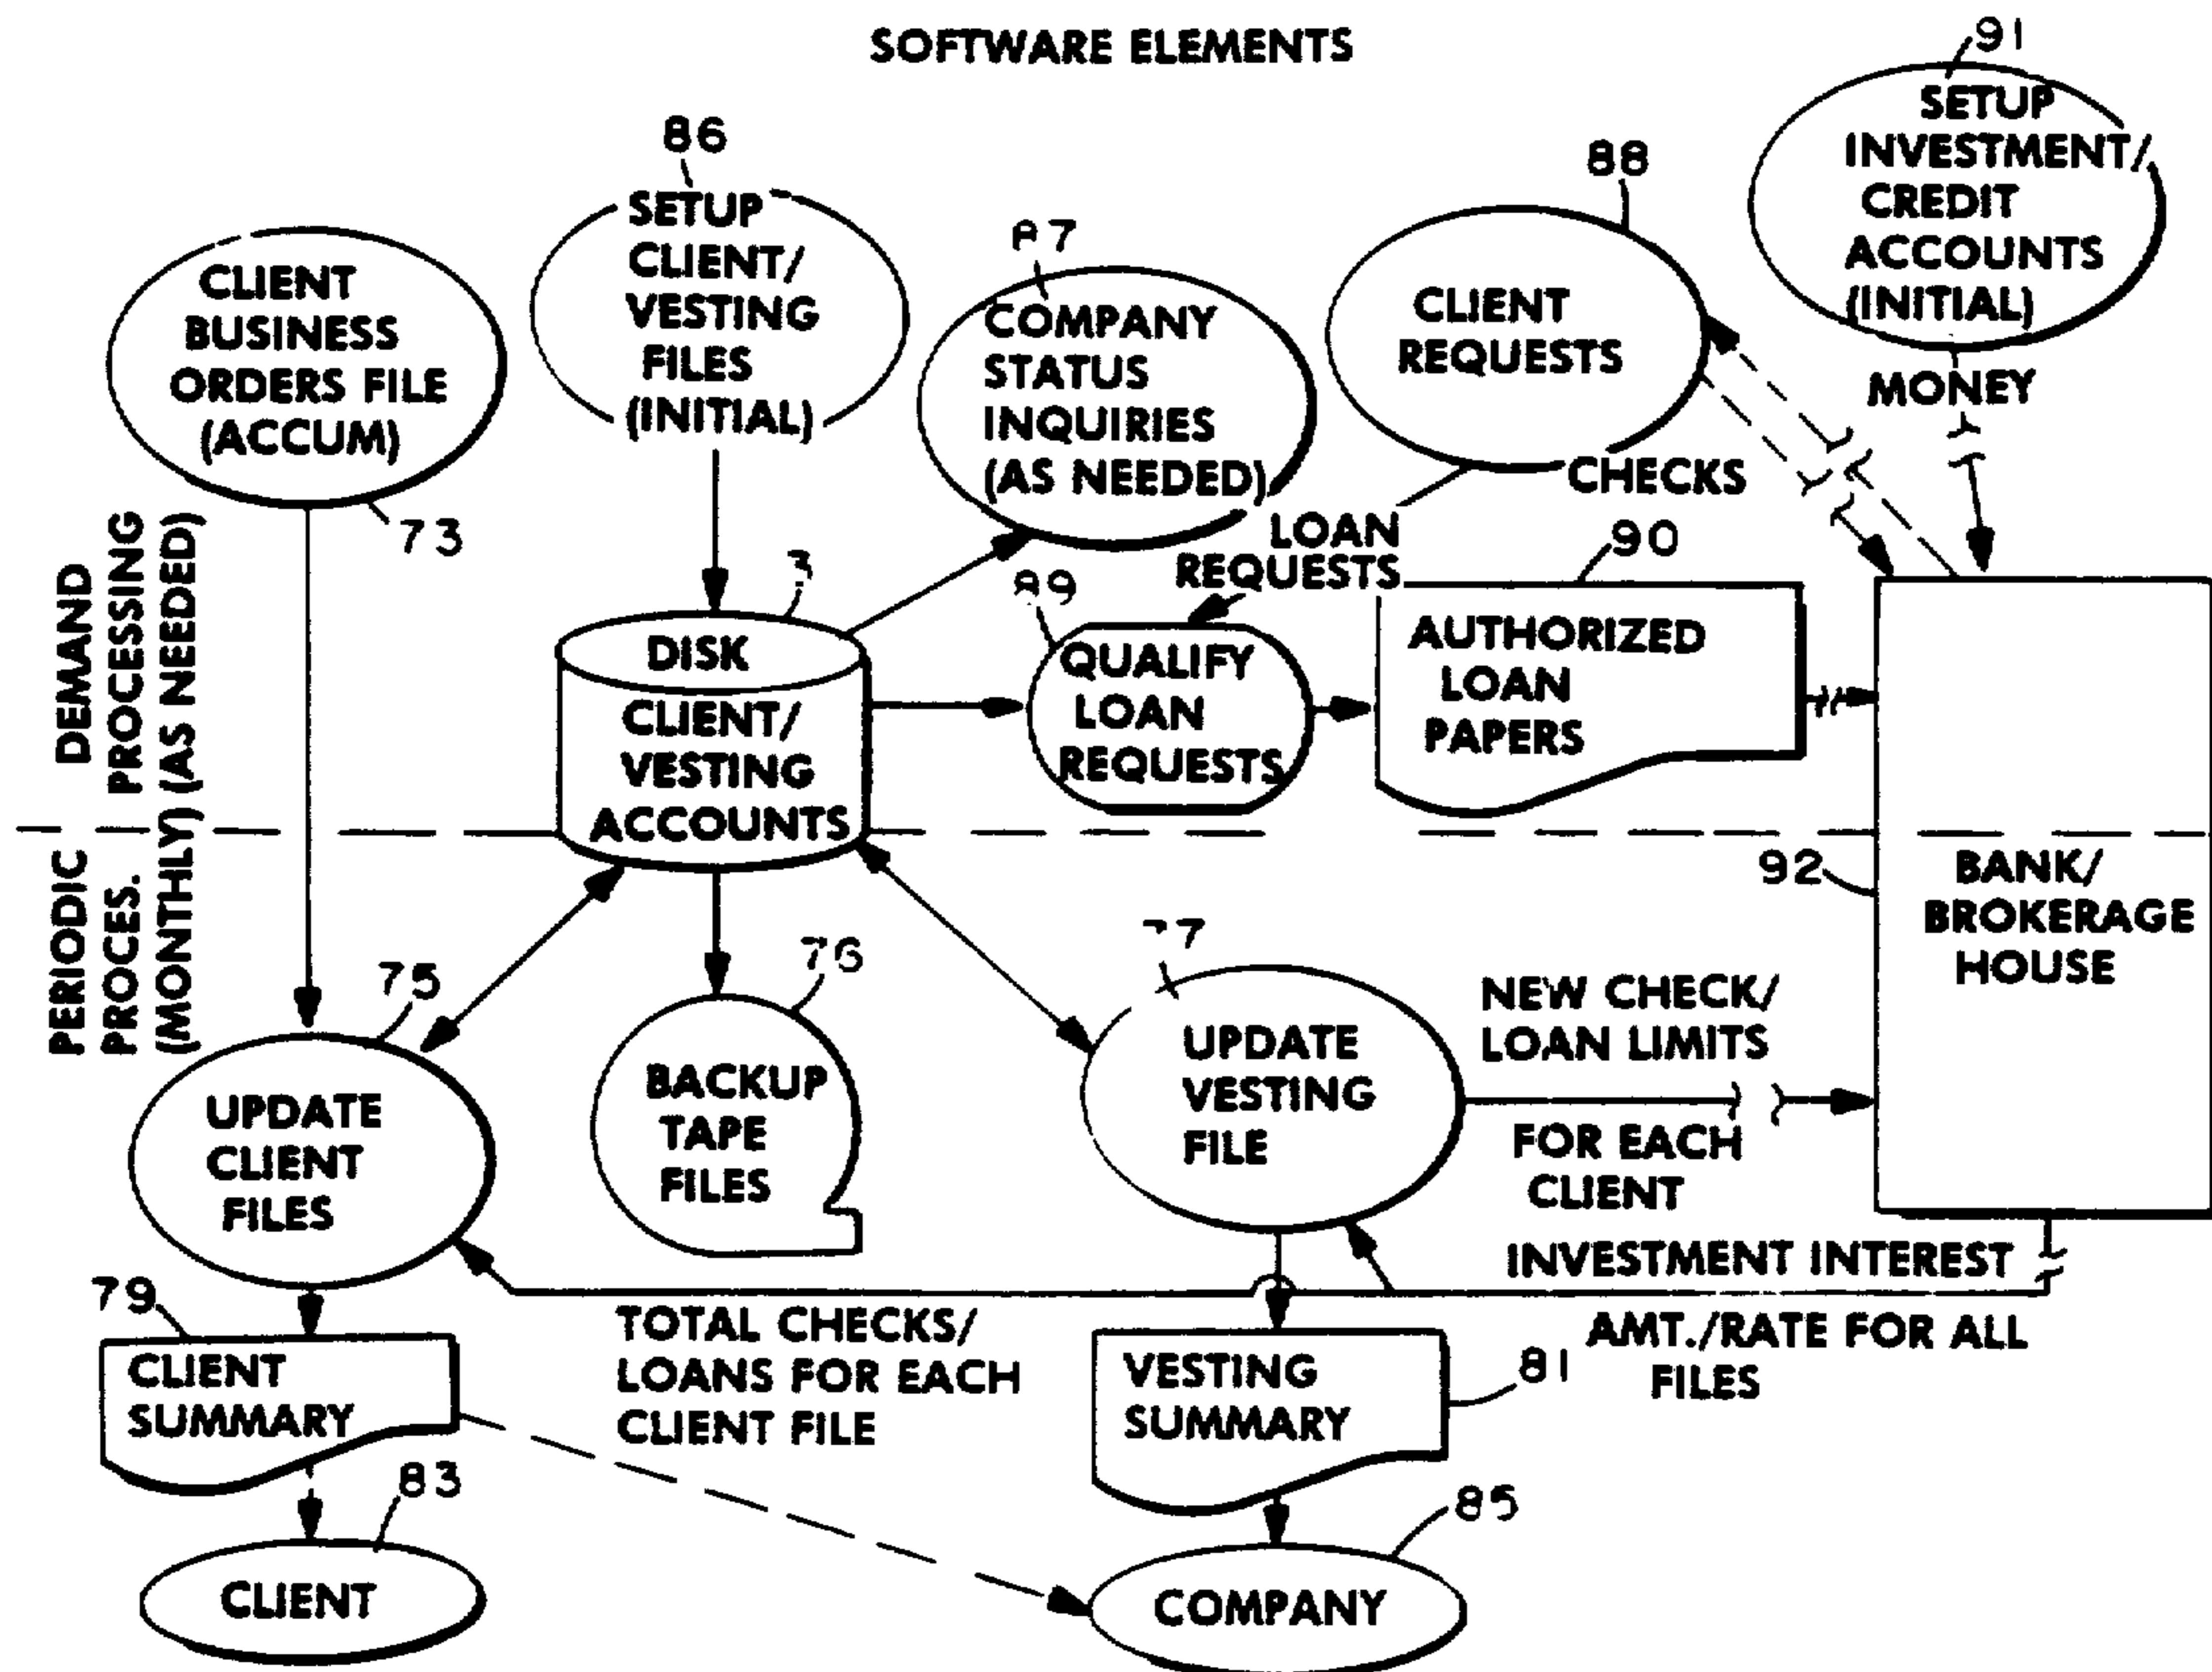 SOFTWARE ELEMENTS
91
SETUP
INVESTMENT/
CREDIT
ACCOUNTS
(INITIAL)
86
SETUP
CLIENT/
VESTING
FILES
(INITIAL)
88
CLIENT
REQUESTS
87
COMPANY
STATUS
INQUIRIES
(AS NEEDED)
CLIENT
BUSINESS
ORDERS FILE
(ACCUM)
73
MONEY
CHECKS
LOAN
REQUESTS
90
AUTHORIZED
LOAN
PAPERS
89
QUALIFY
LOAN
REQUESTS
3
DISK
CLIENT/
VESTING
ACCOUNTS
DEMAND
PROCESSING
(AS NEEDED)
PERIODIC
PROCES.
(MONTHLY)
92
BANK/
BROKERAGE
HOUSE
75
UPDATE
CLIENT
FILES
76
BACKUP
TAPE
FILES
77
UPDATE
VESTING
FILE
NEW CHECK/
LOAN LIMITS
FOR EACH
CLIENT
INVESTMENT INTEREST
AMT./RATE FOR ALL
FILES
79
CLIENT
SUMMARY
TOTAL CHECKS/
LOANS FOR EACH
CLIENT FILE
VESTING
SUMMARY
81
83
CLIENT
85
COMPANY